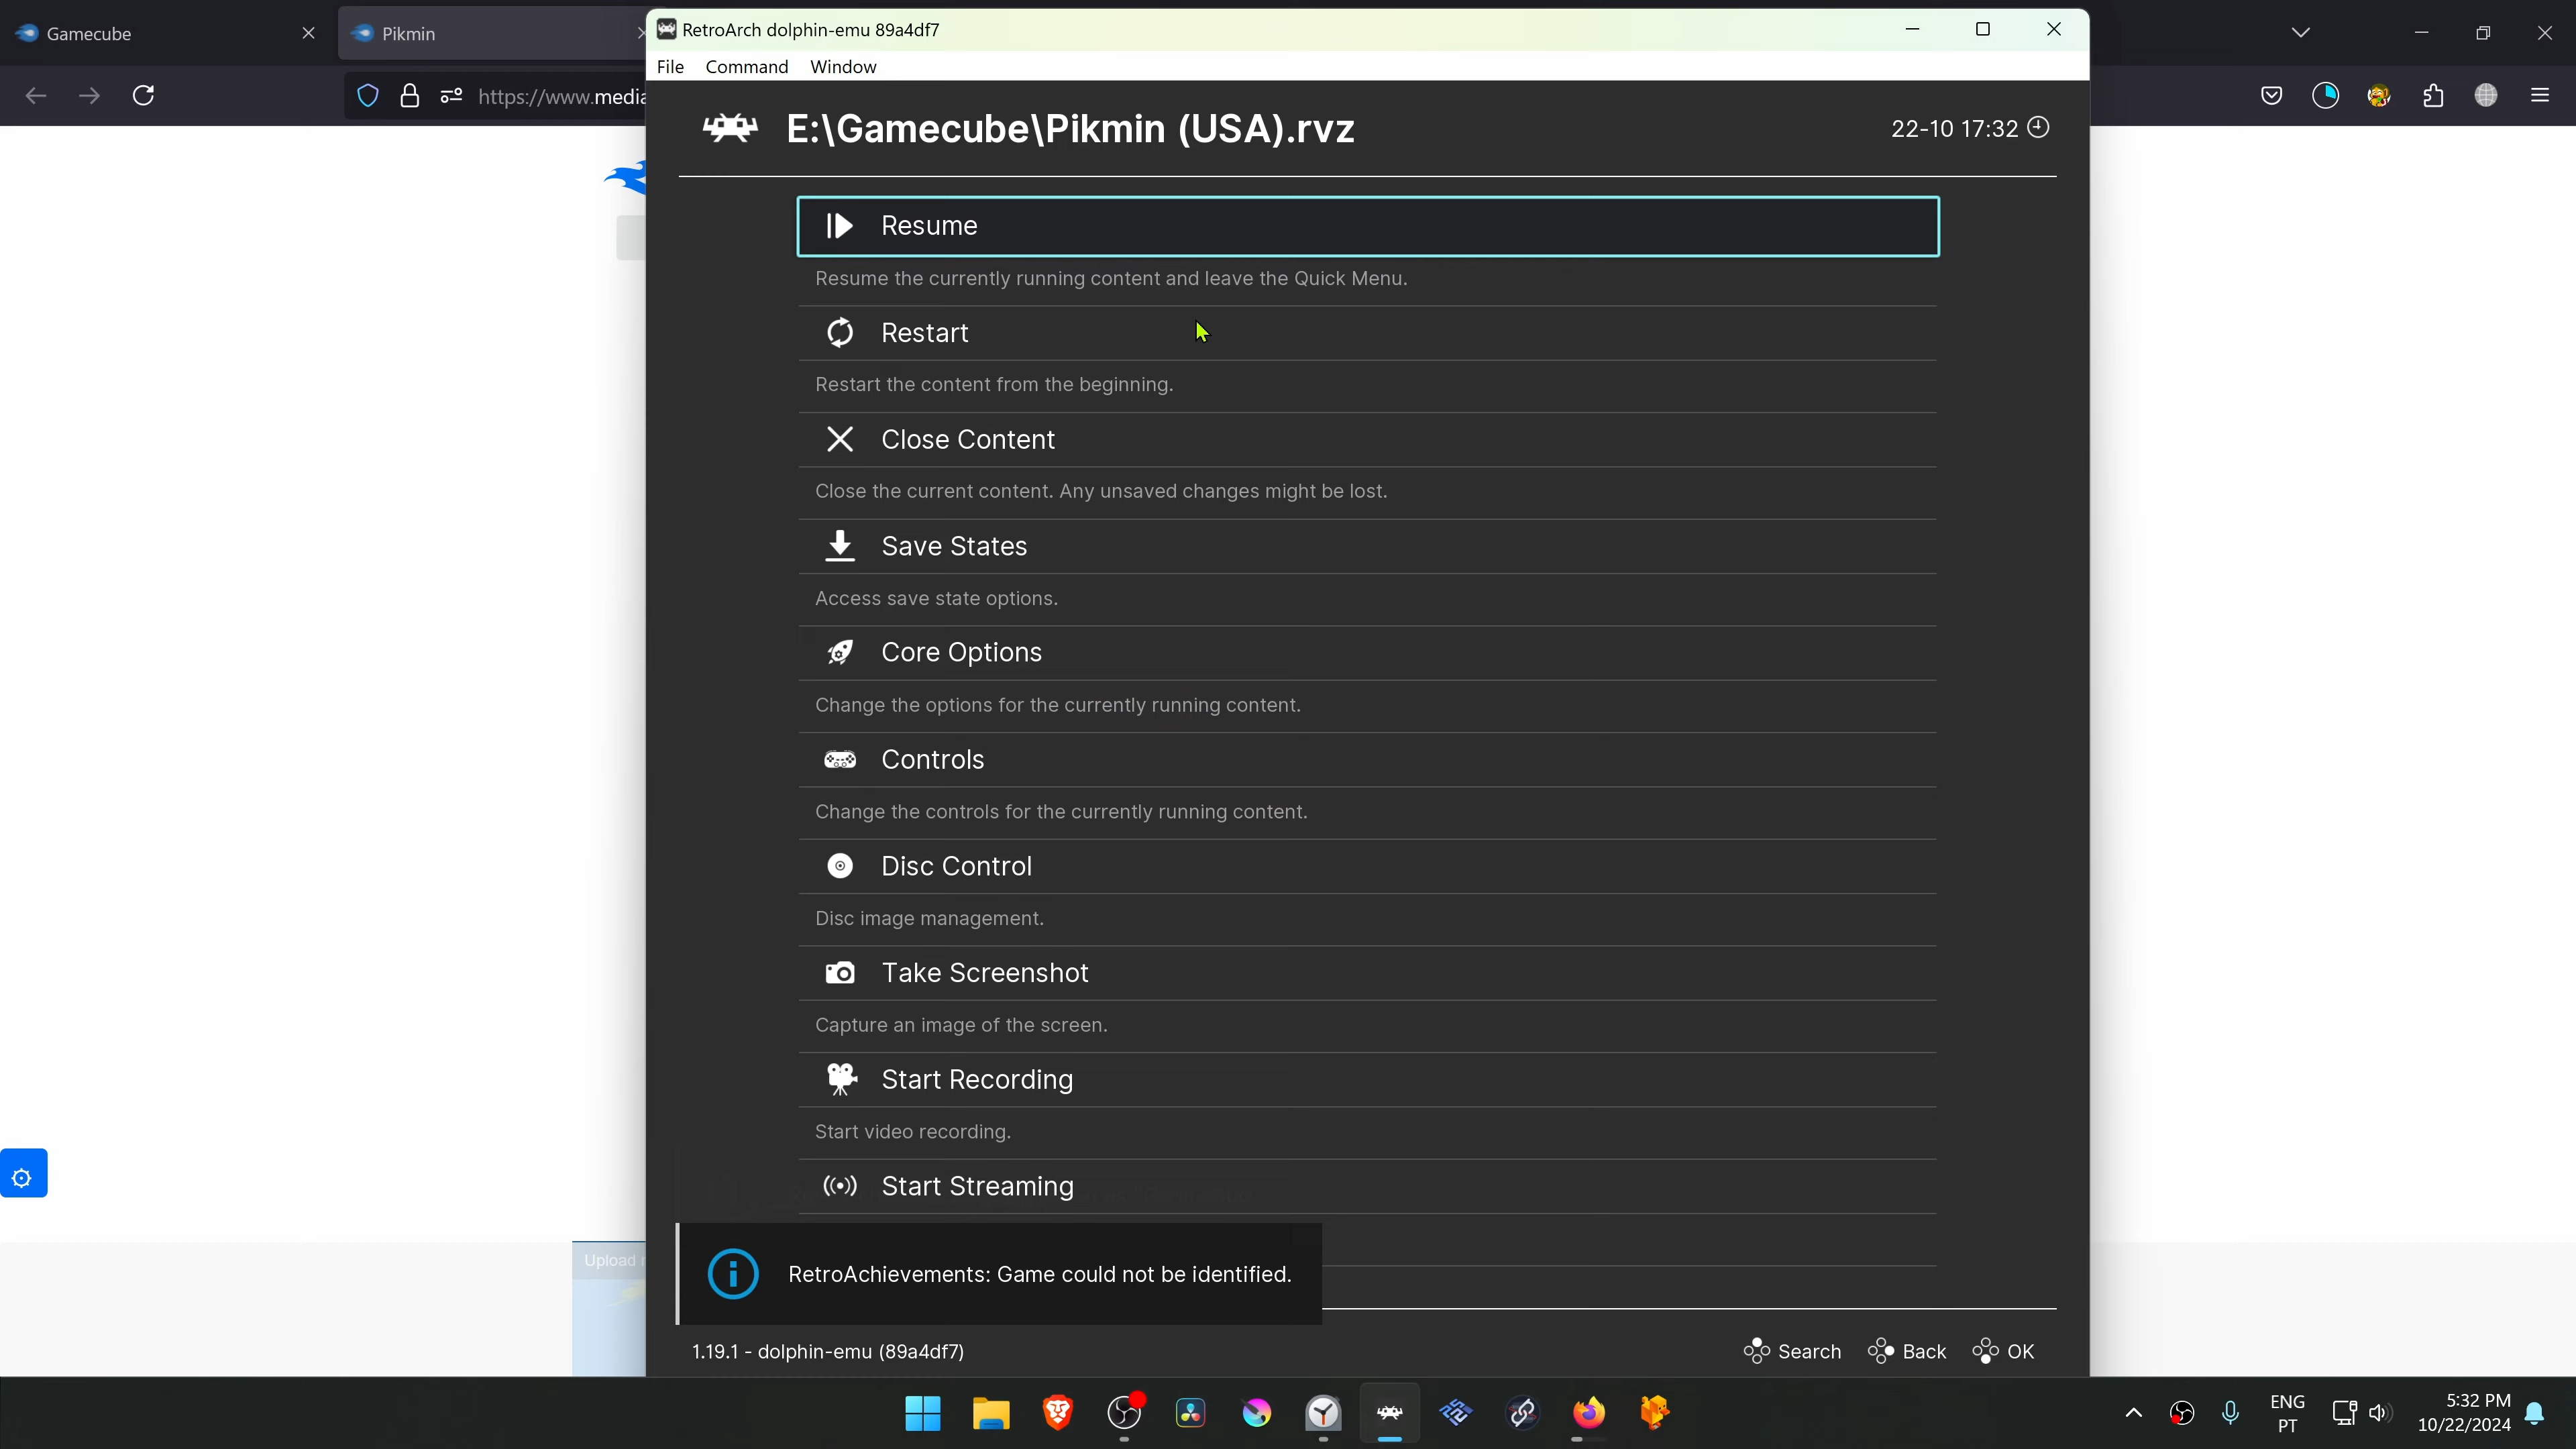 Gamecube
Pikmin
RetroArch dolphin-emu 89a4df7
File Command Window
https://www.media
E:\Gamecube\Pikmin (USA).rvz
22-10 17:32
Resume
Resume the currently running content and leave the Quick Menu.
Restart
Restart the content from the beginning.
Close Content
Close the current content. Any unsaved changes might be lost.
Save States
Access save state options.
Core Options
Change the options for the currently running content.
Controls
Change the controls for the currently running content.
Disc Control
Disc image management.
Take Screenshot
Capture an image of the screen.
Start Recording
Start video recording.
Start Streaming
Upload
RetroAchievements: Game could not be identified.
1.19.1 - dolphin-emu (89a4df7)
Search Back OK
ENG
PT
5:32 PM
10/22/2024